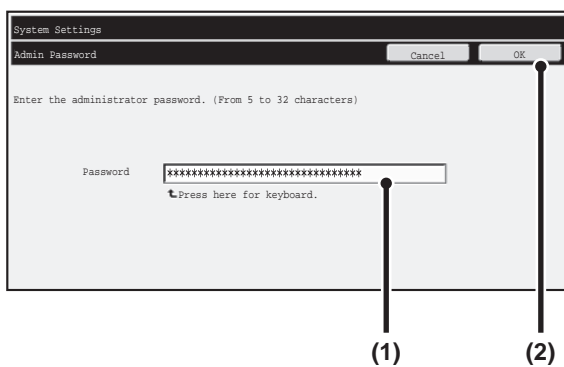 System Settings
Admin Password
Cancel
OK
Enter the administrator password. (From 5 to 32 characters)
Password
********************************
Press here for keyboard.
(1)
(2)